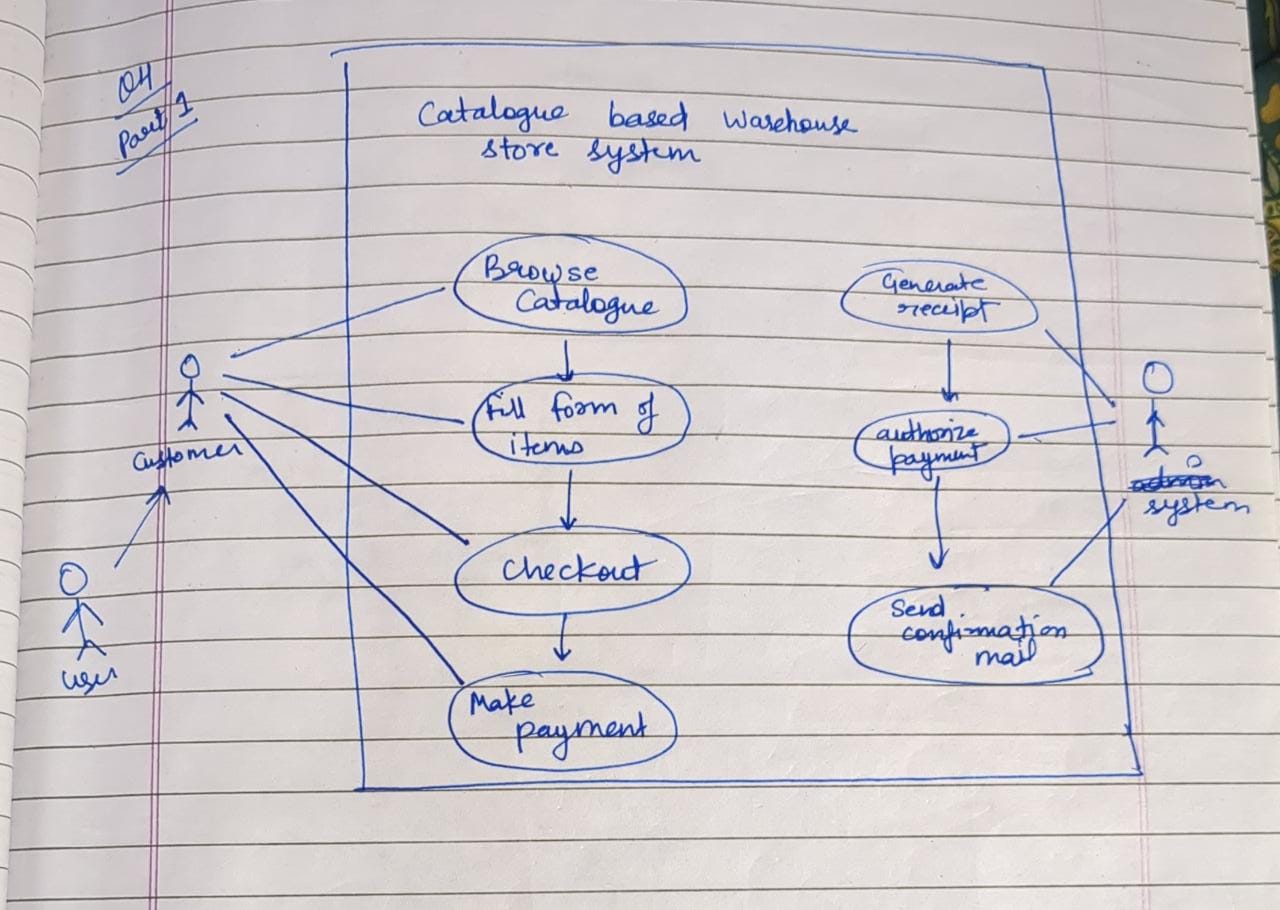 Q4
Part 1
Catalogue based Warehouse
store system
Browse
Catalogue
Generate
receipt
Fill form of
items
authorize
payment
Customer
admin
system
Checkout
Send
confirmation
mail
user
Make
payment